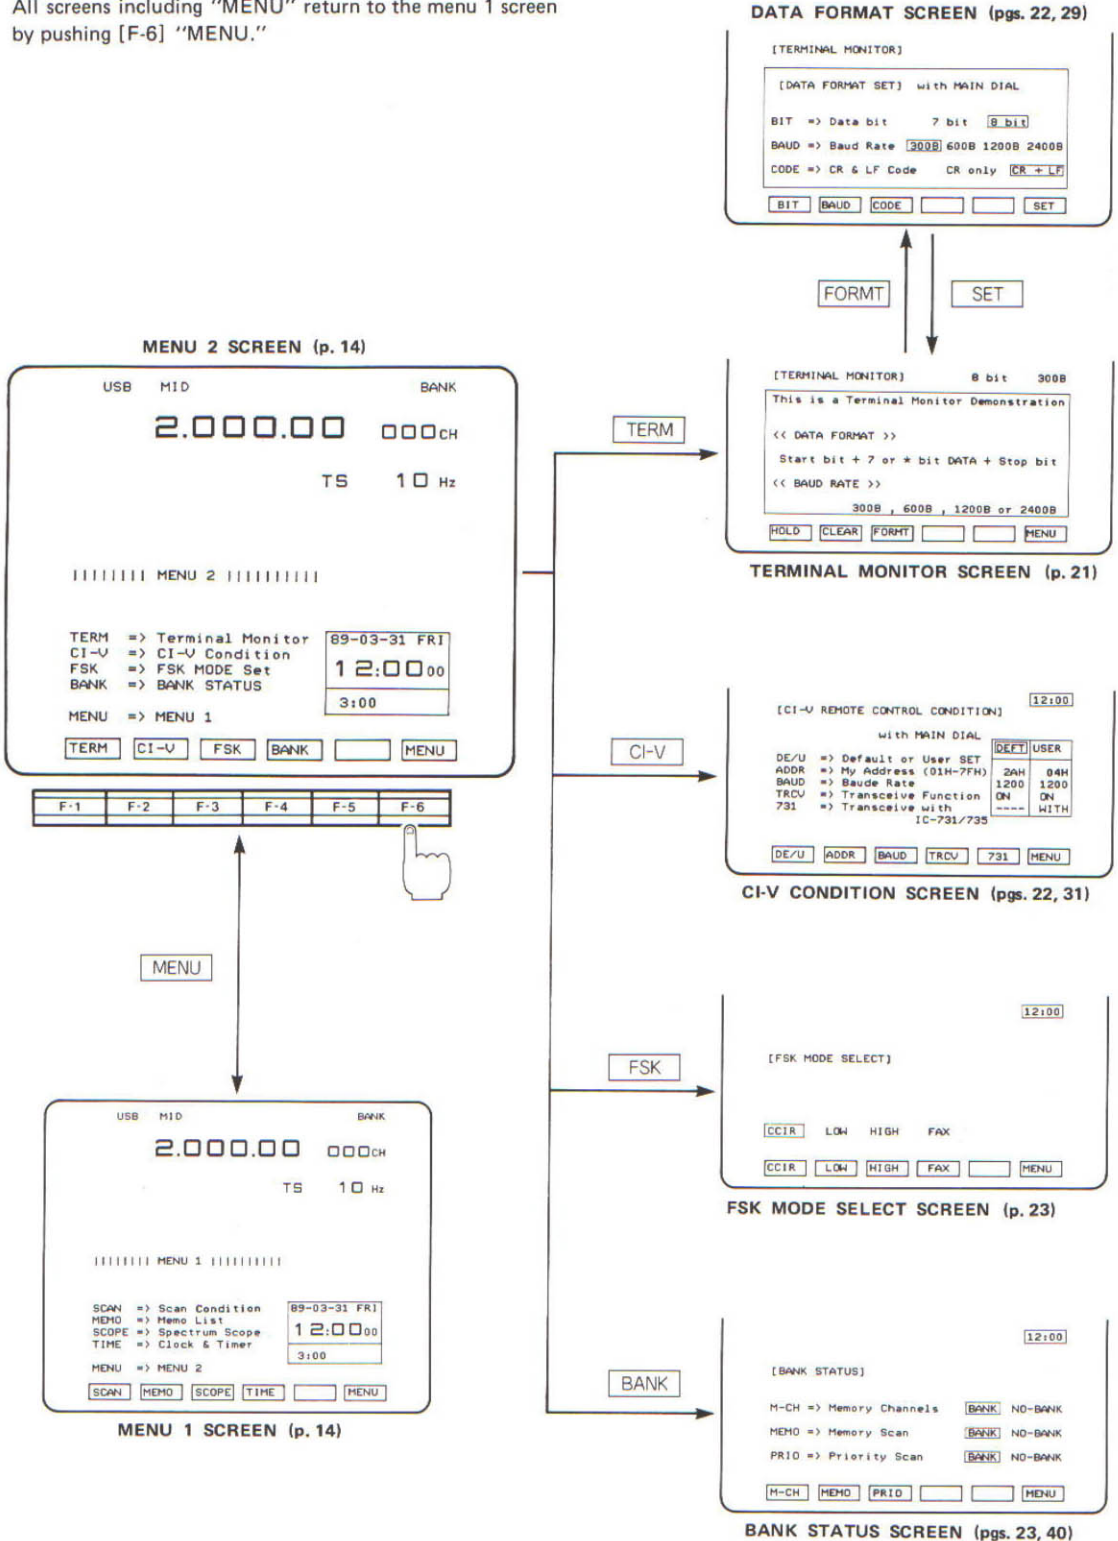 All screens including "MENU" return to the menu 1 screen
by pushing [F-6] "MENU."
DATA FORMAT SCREEN (pgs. 22, 29)
[TERMINAL MONITOR]
[DATA FORMAT SET] with MAIN DIAL
BIT => Data bit 7 bit 8 bit
BAUD => Baud Rate 300B 600B 1200B 2400B
CODE => CR & LF Code CR only CR + LF
BIT BAUD CODE SET
FORMT SET
MENU 2 SCREEN (p. 14)
USB MID BANK
2.000.00 000CH
TS 10 Hz
|||||||| MENU 2 ||||||||||
TERM => Terminal Monitor
CI-V => CI-V Condition
FSK => FSK MODE Set
BANK => BANK STATUS
MENU => MENU 1
89-03-31 FRI
12:00 00
3:00
TERM CI-V FSK BANK MENU
F-1 F-2 F-3 F-4 F-5 F-6
MENU
USB MID BANK
2.000.00 000CH
TS 10 Hz
|||||||| MENU 1 ||||||||||
SCAN => Scan Condition
MEMO => Memo List
SCOPE => Spectrum Scope
TIME => Clock & Timer
MENU => MENU 2
89-03-31 FRI
12:00 00
3:00
SCAN MEMO SCOPE TIME MENU
MENU 1 SCREEN (p. 14)
TERM
[TERMINAL MONITOR] 8 bit 300B
This is a Terminal Monitor Demonstration
<< DATA FORMAT >>
Start bit + 7 or * bit DATA + Stop bit
<< BAUD RATE >>
300B , 600B , 1200B or 2400B
HOLD CLEAR FORMT MENU
TERMINAL MONITOR SCREEN (p. 21)
CI-V
12:00
[CI-V REMOTE CONTROL CONDITION]
with MAIN DIAL
DEFT USER
DE/U => Default or User SET
ADDR => My Address (01H-7FH) 2AH 04H
BAUD => Baude Rate 1200 1200
TRCV => Transceive Function ON ON
731 => Transceive with ---- WITH
IC-731/735
DE/U ADDR BAUD TRCV 731 MENU
CI-V CONDITION SCREEN (pgs. 22, 31)
FSK
12:00
[FSK MODE SELECT]
CCIR LOW HIGH FAX
CCIR LOW HIGH FAX MENU
FSK MODE SELECT SCREEN (p. 23)
BANK
12:00
[BANK STATUS]
M-CH => Memory Channels BANK NO-BANK
MEMO => Memory Scan BANK NO-BANK
PRIO => Priority Scan BANK NO-BANK
M-CH MEMO PRIO MENU
BANK STATUS SCREEN (pgs. 23, 40)